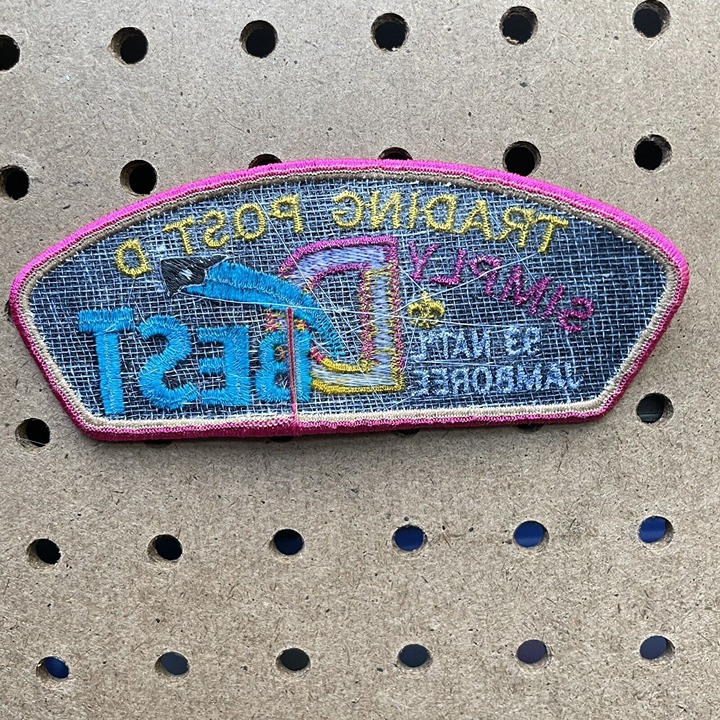 TRADING POST D
SIMPLY
D
BEST
93 NAT'L
JAMBOREE